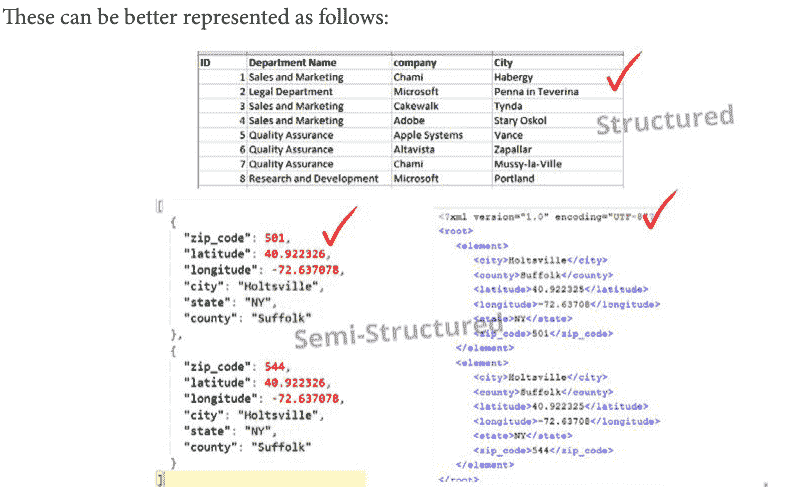 These can be better represented as follows:
ID Department Name company City
1 Sales and Marketing Chami Habergy
2 Legal Department Microsoft Penna in Teverina
3 Sales and Marketing Cakewalk Tynda
4 Sales and Marketing Adobe Stary Oskol
5 Quality Assurance Apple Systems Vance
6 Quality Assurance Altavista Zapallar
7 Quality Assurance Chami Mussy-la-Ville
8 Research and Development Microsoft Portland
Structured
[
{
"zip_code": 501,
"latitude": 40.922326,
"longitude": -72.637078,
"city": "Holtsville",
"state": "NY",
"county": "Suffolk"
},
{
"zip_code": 544,
"latitude": 40.922326,
"longitude": -72.637078,
"city": "Holtsville",
"state": "NY",
"county": "Suffolk"
}
]
Semi-Structured
<?xml version="1.0" encoding="UTF-8"?>
<root>
<element>
<city>Holtsville</city>
<county>Suffolk</county>
<latitude>40.922325</latitude>
<longitude>-72.63708</longitude>
<state>NY</state>
<zip_code>501</zip_code>
</element>
<element>
<city>Holtsville</city>
<county>Suffolk</county>
<latitude>40.922326</latitude>
<longitude>-72.63708</longitude>
<state>NY</state>
<zip_code>544</zip_code>
</element>
</root>